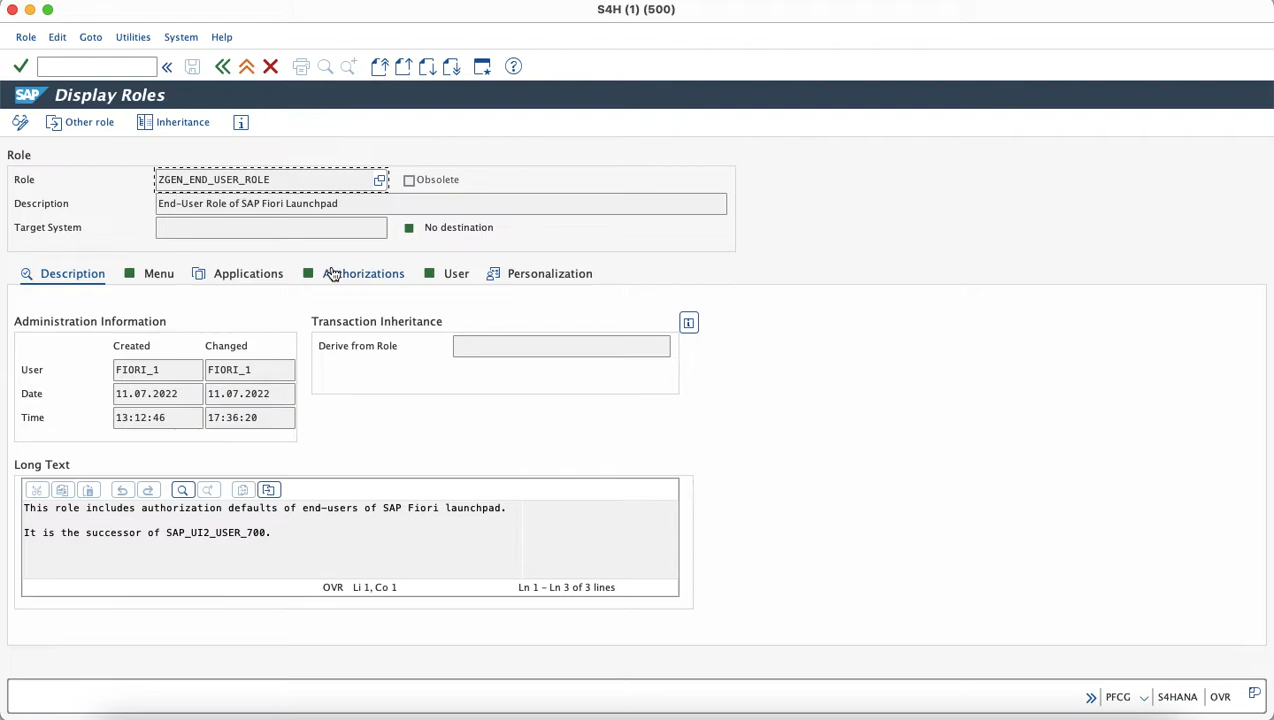 S4H (1) (500)
Role Edit Goto Utilities System Help
SAP Display Roles
Other role Inheritance
Role
Role ZGEN_END_USER_ROLE Obsolete
Description End-User Role of SAP Fiori Launchpad
Target System No destination
Description Menu Applications Authorizations User Personalization
Administration Information Transaction Inheritance
Created Changed Derive from Role
User FIORI_1 FIORI_1
Date 11.07.2022 11.07.2022
Time 13:12:46 17:36:20
Long Text
This role includes authorization defaults of end-users of SAP Fiori launchpad.
It is the successor of SAP_UI2_USER_700.
OVR Li 1, Co 1 Ln 1 - Ln 3 of 3 lines
PFCG S4HANA OVR